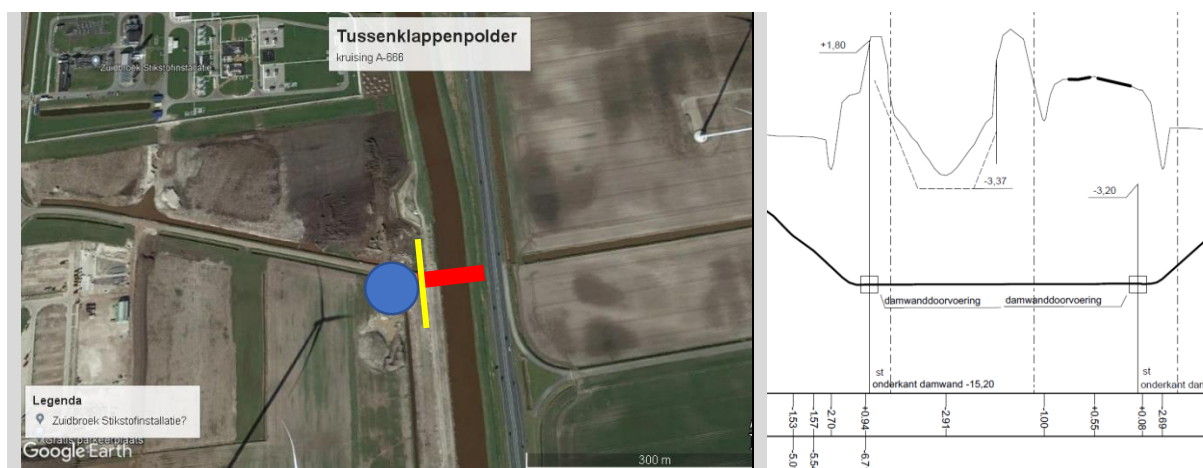 Tussenklappenpolder
kruising A-666
Zuidbroek Stikstofinstallatie
Legenda
Zuidbroek Stikstofinstallatie?
Gratis parkeerplaats
Google Earth
300 m
+1,80
-3,37
-3,20
damwanddoorvoering
damwanddoorvoering
st
onderkant damwand -15,20
st
onderkant dam
-1.53
-1.57
-2.70
+0.94
-2.91
-1.00
+0.55
+0.08
-2.69
-5.0
-5.5
-6.7